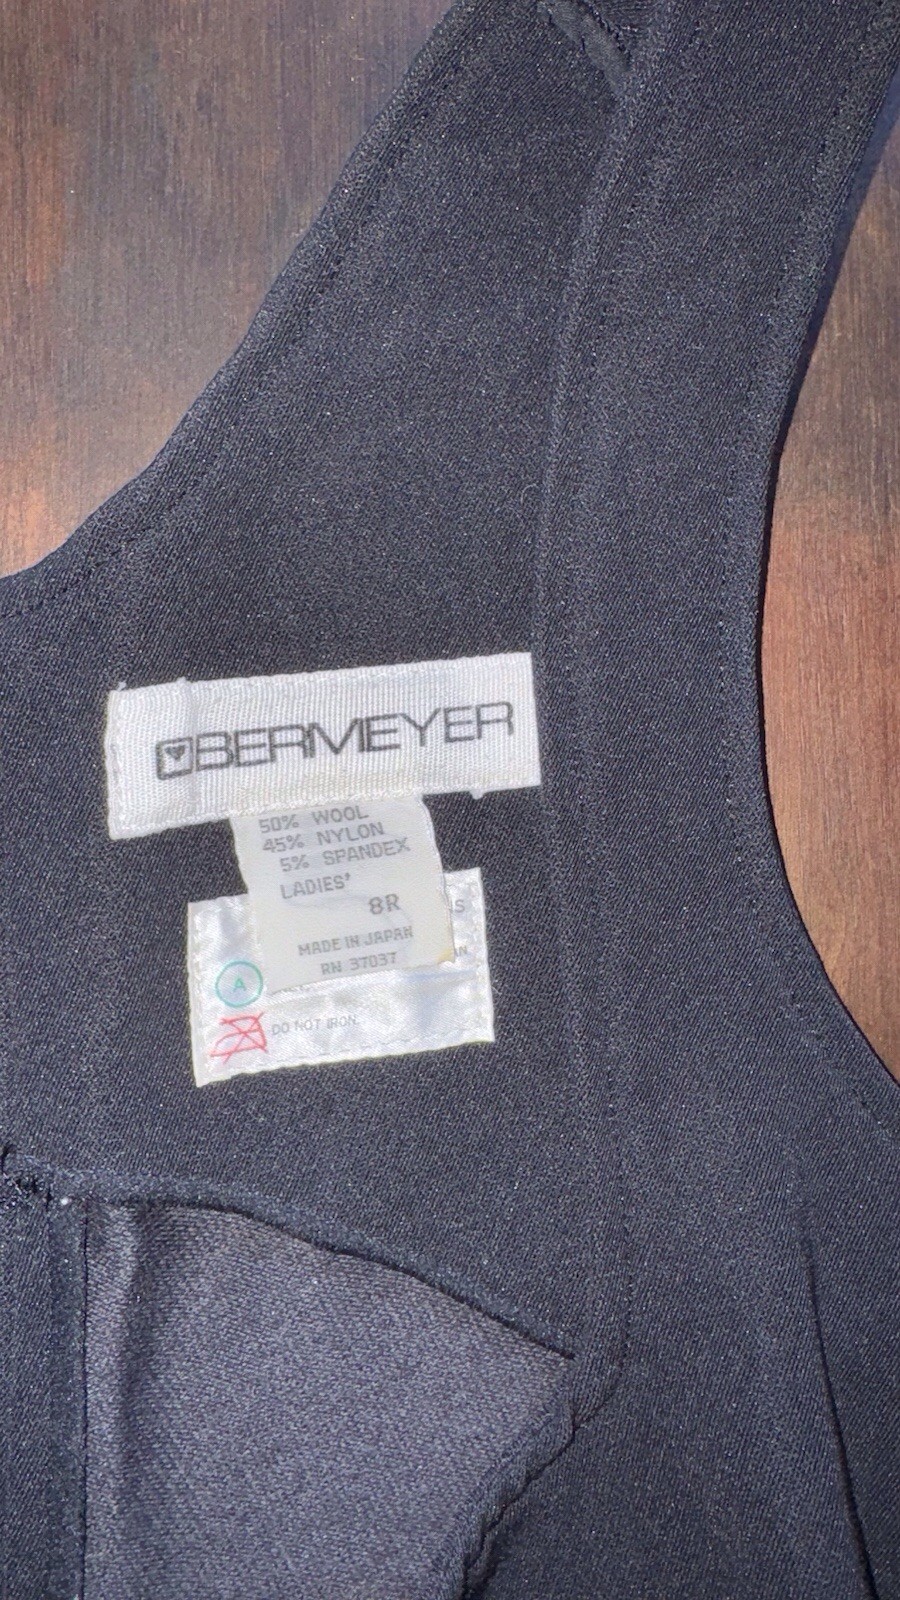 OBERMEYER
50% WOOL
45% NYLON
5% SPANDEX
LADIES'
8R
MADE IN JAPAN
RN 37037
A
DO NOT IRON.